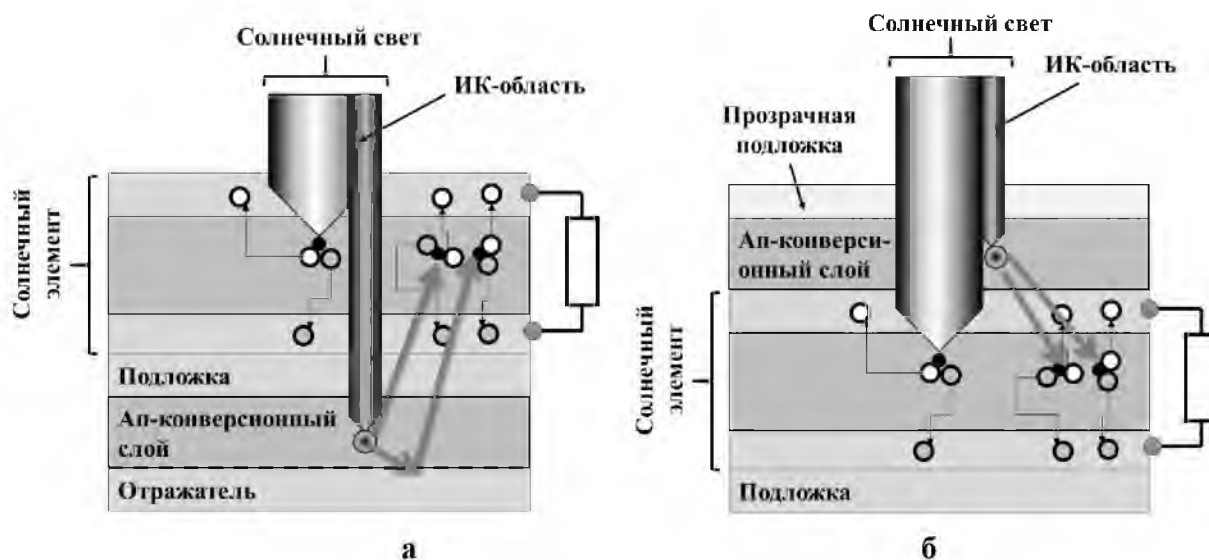 Солнечный свет
ИК-область
Солнечный
элемент
Подложка
Ап-конверсионный
слой
Отражатель
а
Солнечный свет
ИК-область
Прозрачная
подложка
Ап-конверси-
онный слой
Солнечный
элемент
Подложка
б